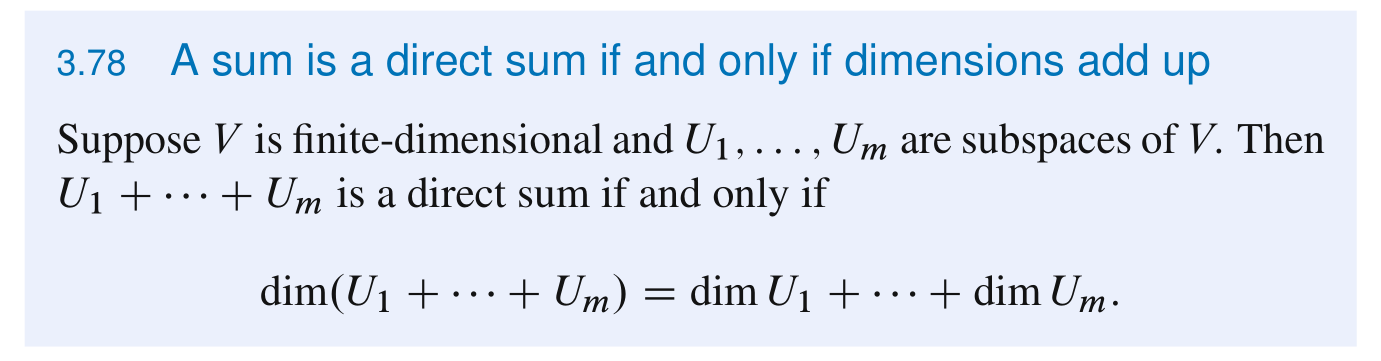 3.78 A sum is a direct sum if and only if dimensions add up
Suppose V is finite-dimensional and U₁, . . . , Uₘ are subspaces of V. Then
U₁ + · · · + Uₘ is a direct sum if and only if
dim(U₁ + · · · + Uₘ) = dim U₁ + · · · + dim Uₘ.